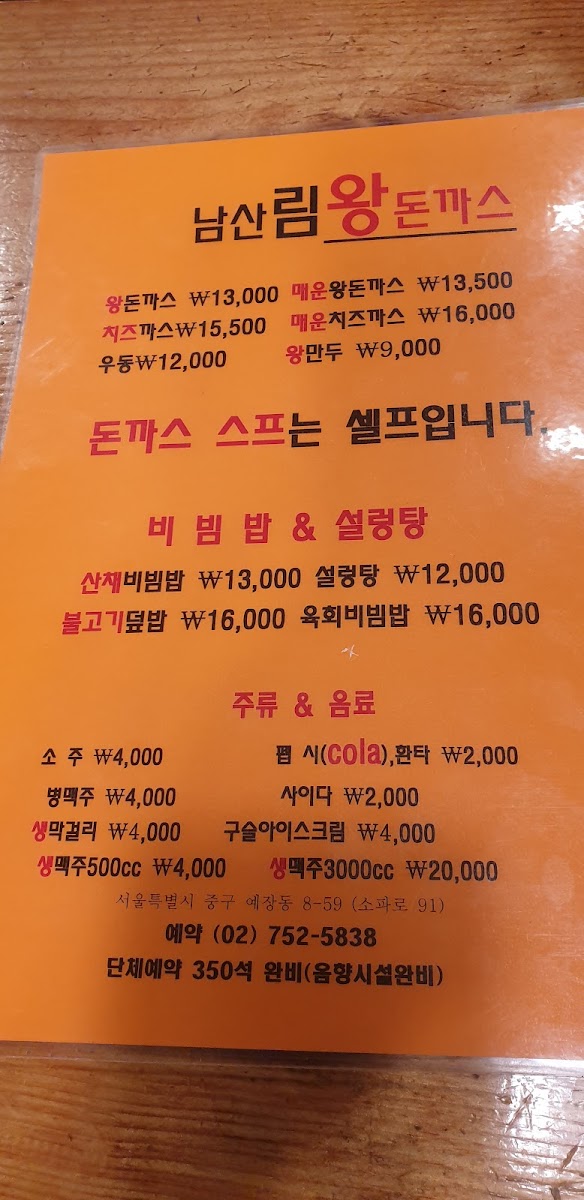 남산림왕돈까스
왕돈까스 ₩13,000 매운왕돈까스 ₩13,500
치즈까스₩15,500 매운치즈까스 ₩16,000
우동₩12,000 왕만두 ₩9,000
돈까스 스프는 셀프입니다.
비 빔 밥 & 설렁탕
산채비빔밥 ₩13,000 설렁탕 ₩12,000
불고기덮밥 ₩16,000 육회비빔밥 ₩16,000
주류 & 음료
소 주 ₩4,000 펩 시(cola),환타 ₩2,000
병맥주 ₩4,000 사이다 ₩2,000
생막걸리 ₩4,000 구슬아이스크림 ₩4,000
생맥주500cc ₩4,000 생맥주3000cc ₩20,000
서울특별시 중구 예장동 8-59 (소파로 91)
예약 (02) 752-5838
단체예약 350석 완비(음향시설완비)